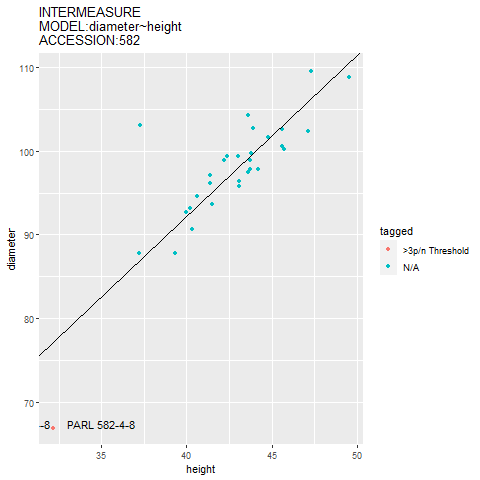 INTERMEASURE
MODEL:diameter~height
ACCESSION:582
110
100
90
80
70
diameter
-8
PARL 582-4-8
35
40
45
50
height
tagged
>3p/n Threshold
N/A